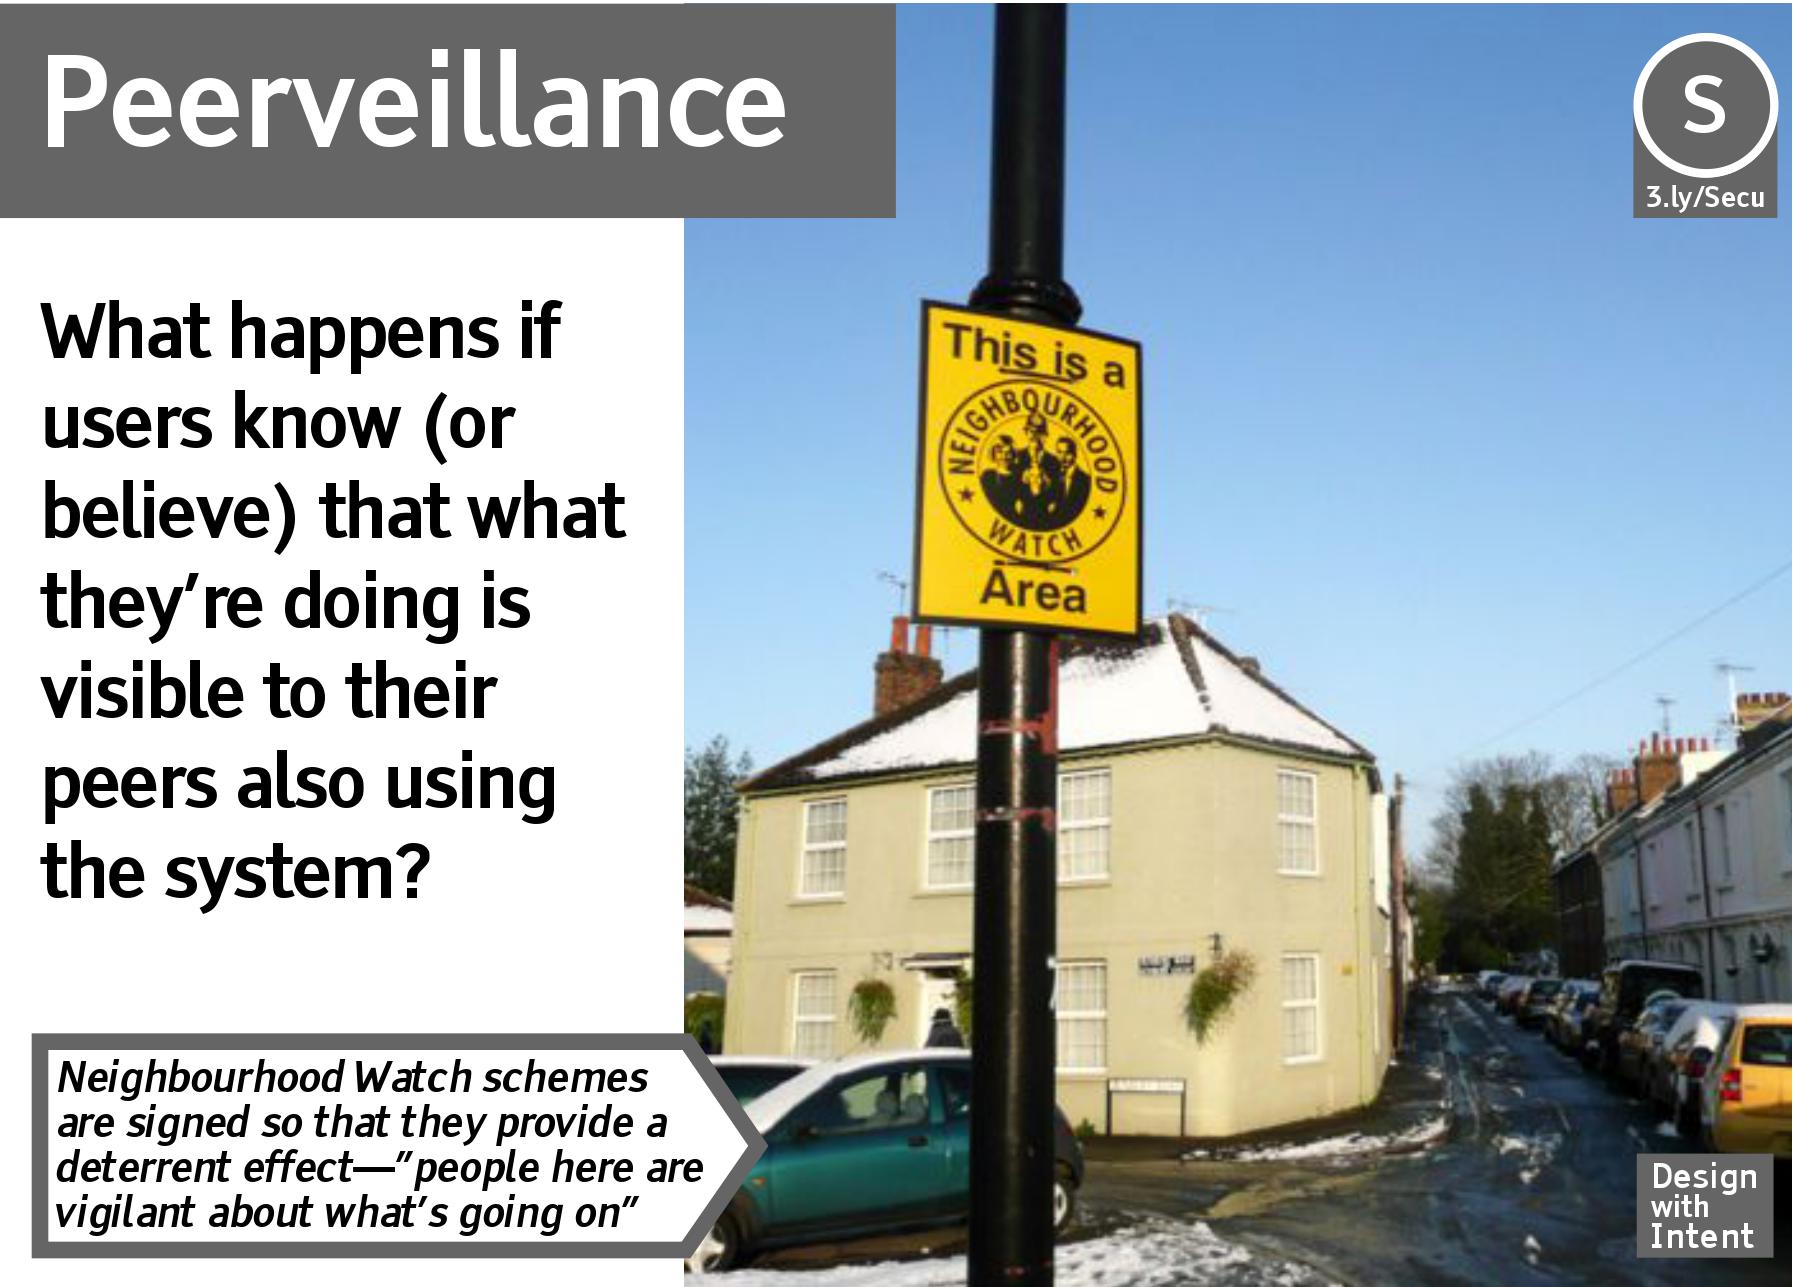 Peerveillance
S
3.ly/Secu
What happens if
users know (or
believe) that what
they’re doing is
visible to their
peers also using
the system?
This is a
NEIGHBOURHOOD
WATCH
Area
Neighbourhood Watch schemes
are signed so that they provide a
deterrent effect—”people here are
vigilant about what’s going on”
Design
with
Intent